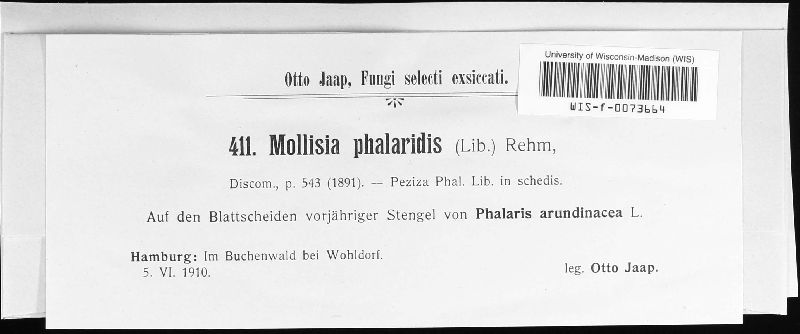 University of Wisconsin-Madison (WIS)
WIS-f-0073664
Otto Jaap, Fungi selecti exsiccati.
411. Mollisia phalaridis (Lib.) Rehm,
Discom., p. 543 (1891). — Peziza Phal. Lib. in schedis.
Auf den Blattscheiden vorjähriger Stengel von Phalaris arundinacea L.
Hamburg: Im Buchenwald bei Wohldorf.
5. VI. 1910.
leg. Otto Jaap.